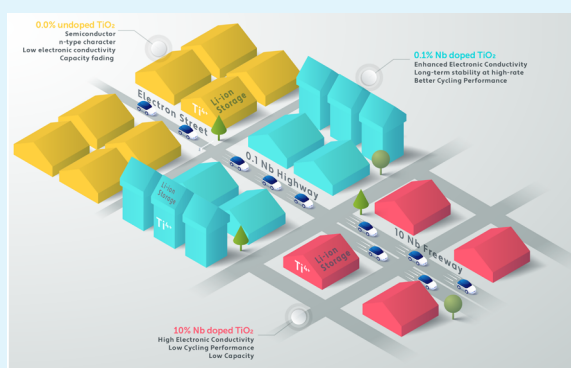 0.0% undoped TiO₂
Semiconductor
n-type character
Low electronic conductivity
Capacity fading
0.1% Nb doped TiO₂
Enhanced Electronic Conductivity
Long-term stability at high-rate
Better Cycling Performance
Electron Street
Ti⁴⁺
Li-ion
Storage
0.1 Nb Highway
Li-ion
Storage
Ti⁴⁺
10 Nb Freeway
Ti⁴⁺
Li-ion
Storage
10% Nb doped TiO₂
High Electronic Conductivity
Low Cycling Performance
Low Capacity